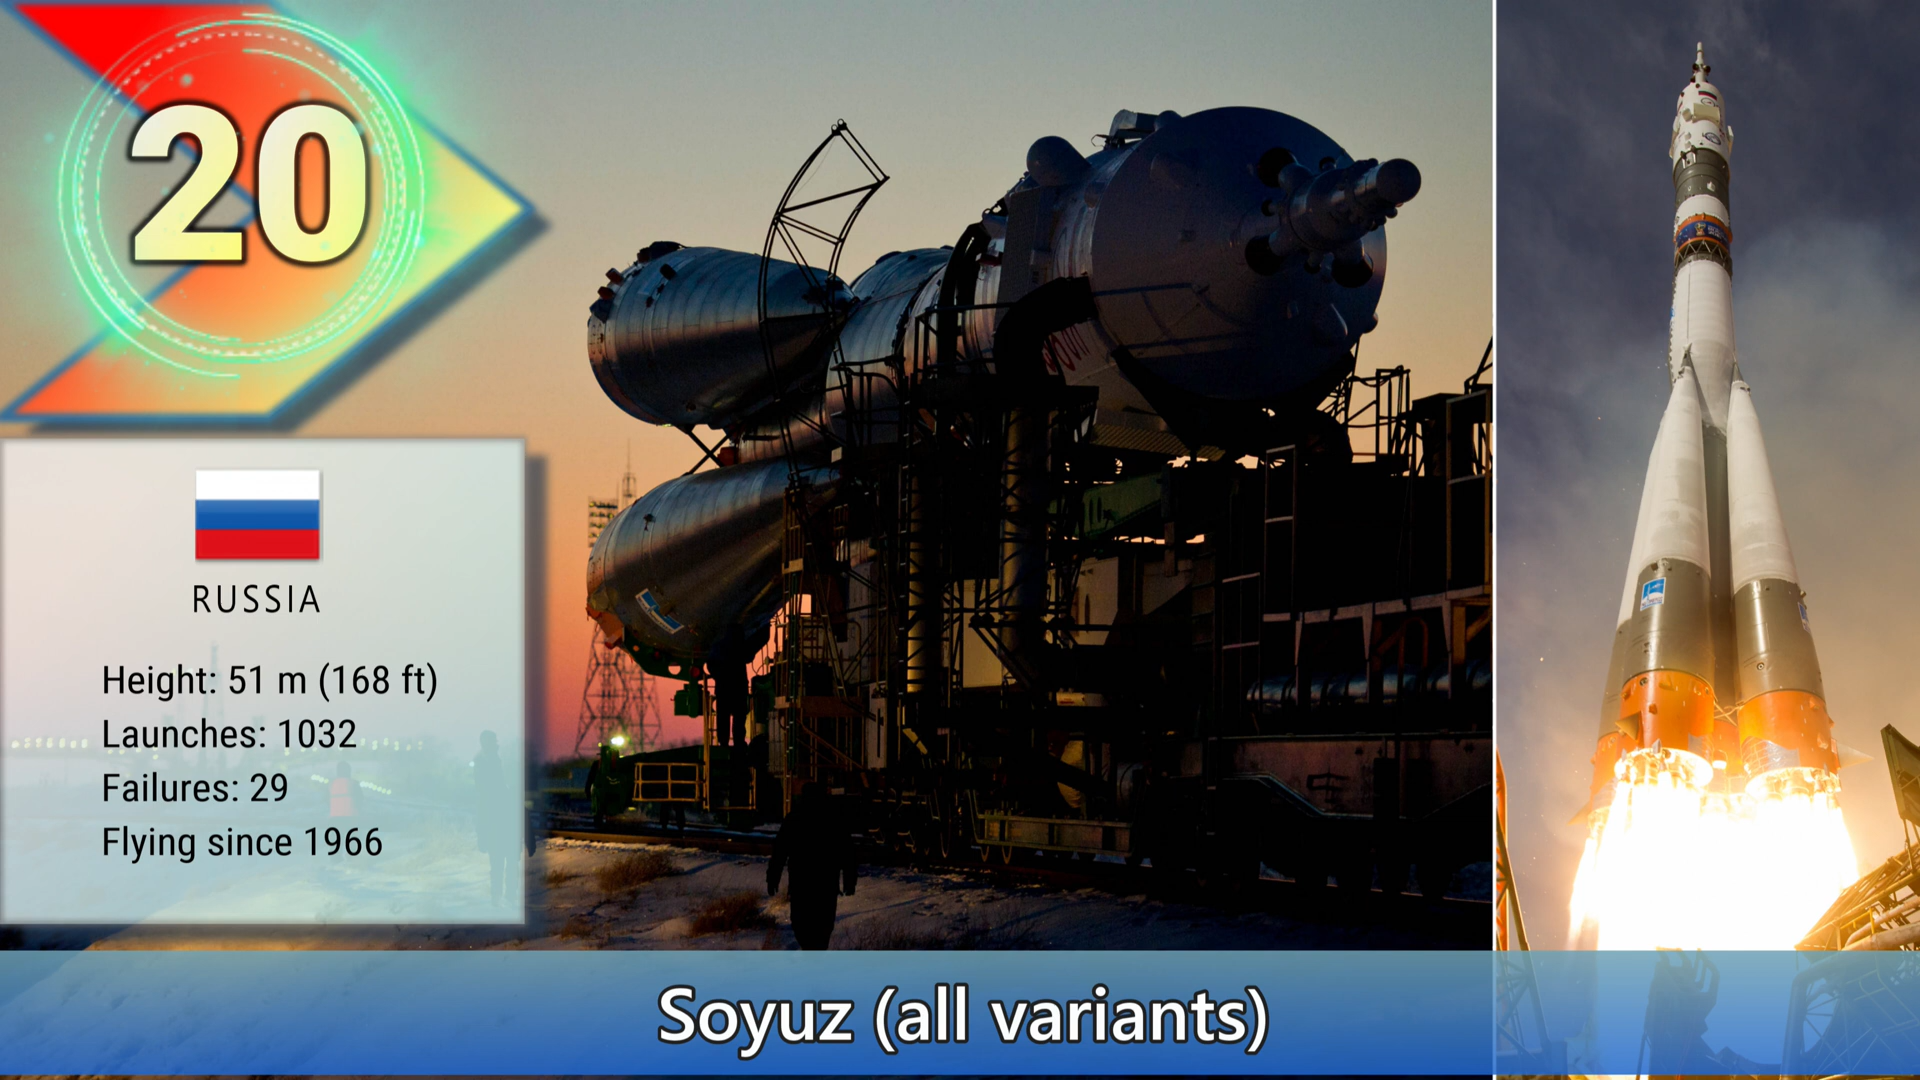 20
RUSSIA
Height: 51 m (168 ft)
Launches: 1032
Failures: 29
Flying since 1966
Soyuz (all variants)